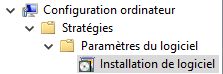 Configuration ordinateur
Stratégies
Paramètres du logiciel
Installation de logiciel